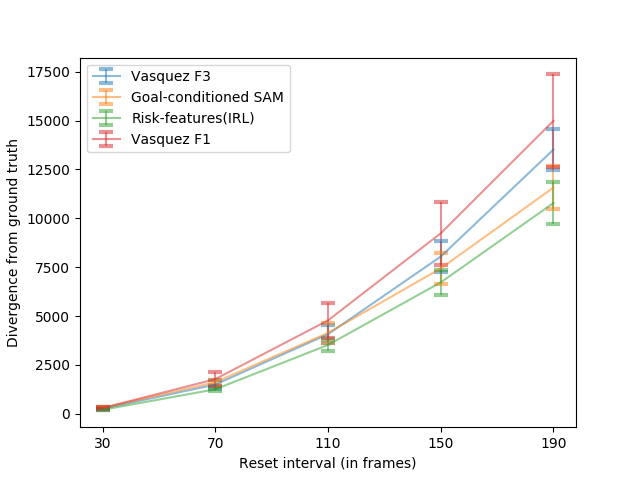 17500
15000
12500
10000
7500
5000
2500
0
Divergence from ground truth
Vasquez F3
Goal-conditioned SAM
Risk-features(IRL)
Vasquez F1
30 70 110 150 190
Reset interval (in frames)